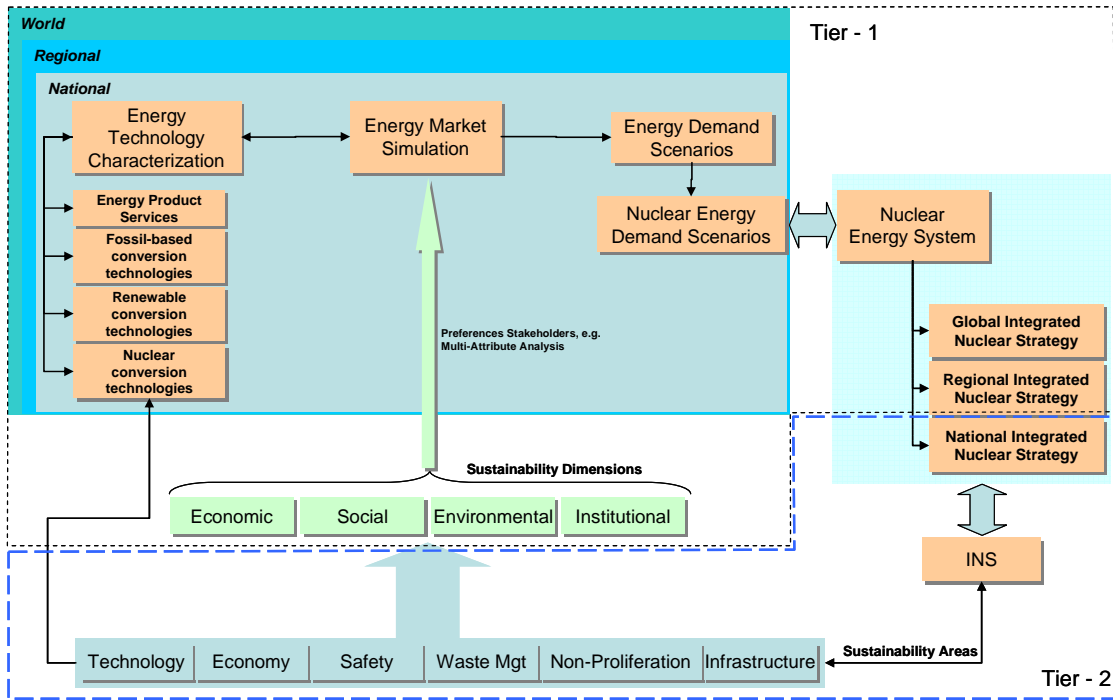 World
Tier - 1
Regional
National
Energy
Technology
Characterization
Energy Market
Simulation
Energy Demand
Scenarios
Energy Product
Services
Fossil-based
conversion
technologies
Renewable
conversion
technologies
Nuclear
conversion
technologies
Nuclear Energy
Demand Scenarios
Nuclear
Energy System
Global Integrated
Nuclear Strategy
Regional Integrated
Nuclear Strategy
National Integrated
Nuclear Strategy
Preferences Stakeholders, e.g.
Multi-Attribute Analysis
Sustainability Dimensions
Economic
Social
Environmental
Institutional
INS
Technology
Economy
Safety
Waste Mgt
Non-Proliferation
Infrastructure
Sustainability Areas
Tier - 2